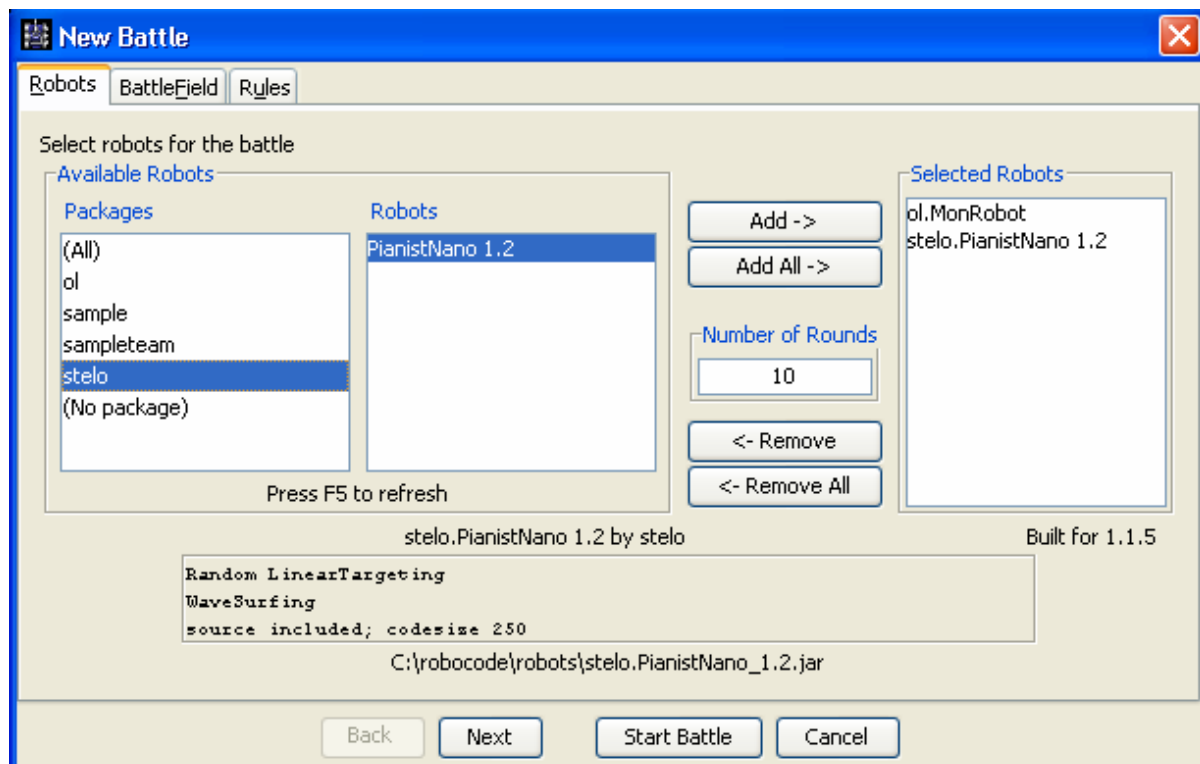 New Battle
Robots BattleField Rules
Select robots for the battle
Available Robots
Packages
(All)
ol
sample
sampleteam
stelo
(No package)
Robots
PianistNano 1.2
Press F5 to refresh
Add ->
Add All ->
Number of Rounds
10
<- Remove
<- Remove All
Selected Robots
ol.MonRobot
stelo.PianistNano 1.2
stelo.PianistNano 1.2 by stelo
Built for 1.1.5
Random LinearTargeting
WaveSurfing
source included; codesize 250
C:\robocode\robots\stelo.PianistNano_1.2.jar
Back Next Start Battle Cancel